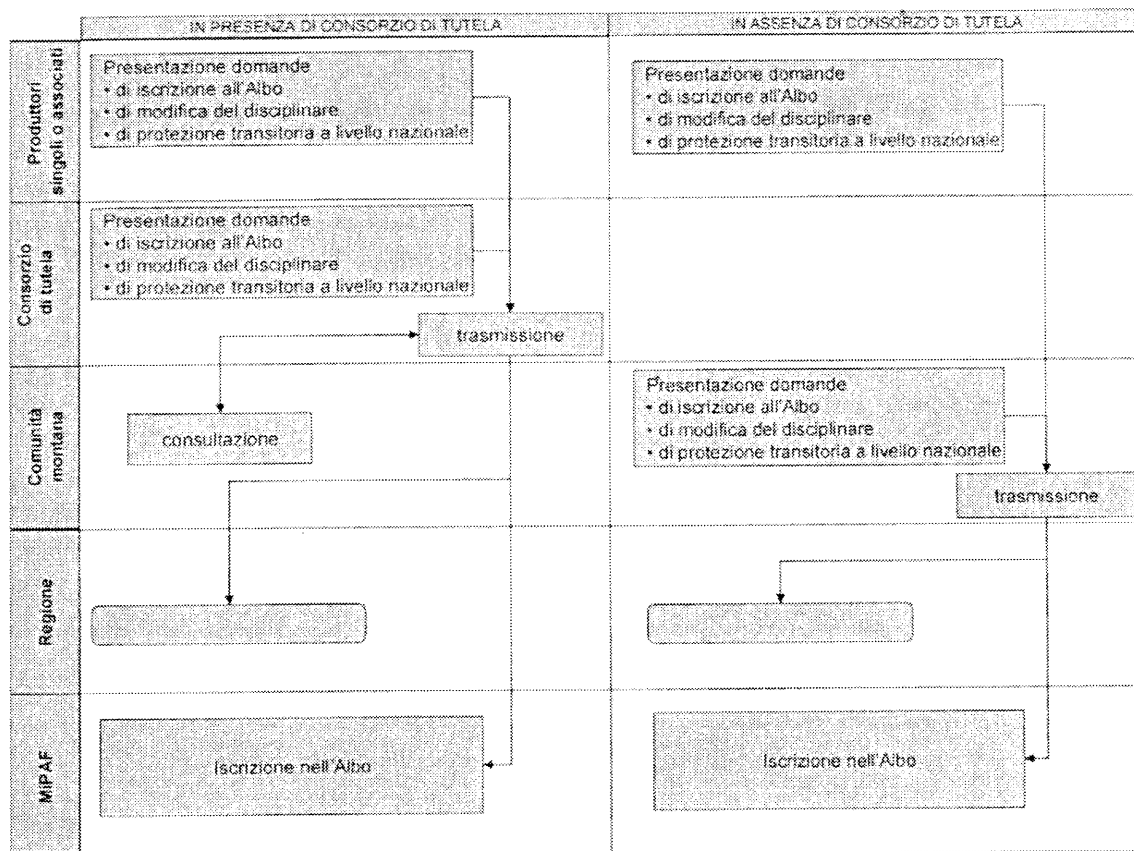 IN PRESENZA DI CONSORZIO DI TUTELA
IN ASSENZA DI CONSORZIO DI TUTELA
Produttori
singoli o associati
Presentazione domande
• di iscrizione all'Albo
• di modifica del disciplinare
• di protezione transitoria a livello nazionale
Presentazione domande
• di iscrizione all'Albo
• di modifica del disciplinare
• di protezione transitoria a livello nazionale
Consorzio
di tutela
Presentazione domande
• di iscrizione all'Albo
• di modifica del disciplinare
• di protezione transitoria a livello nazionale
trasmissione
Comunità
montana
consultazione
Presentazione domande
• di iscrizione all'Albo
• di modifica del disciplinare
• di protezione transitoria a livello nazionale
trasmissione
Regione
MiPAF
Iscrizione nell'Albo
Iscrizione nell'Albo